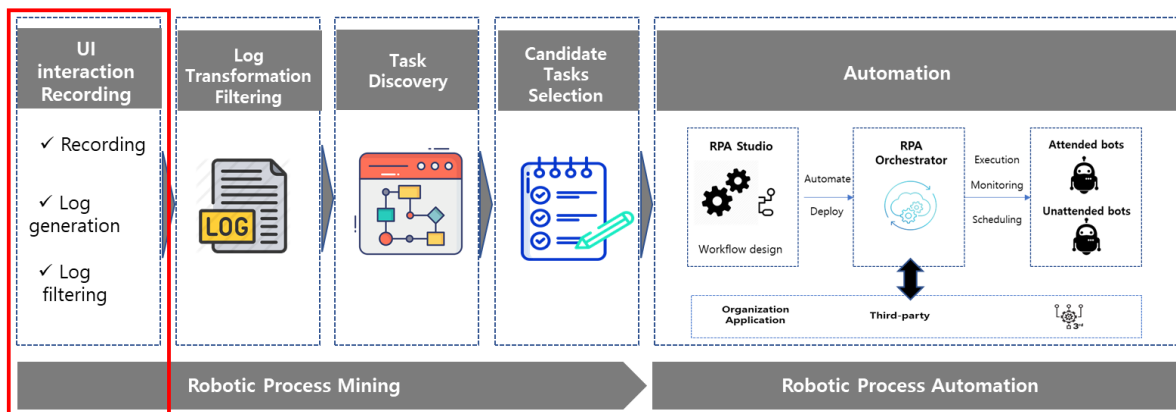 UI
interaction
Recording
✓ Recording
✓ Log
generation
✓ Log
filtering
Log
Transformation
Filtering
LOG
Task
Discovery
Candidate
Tasks
Selection
Automation
RPA Studio
Workflow design
Automate
Deploy
RPA
Orchestrator
Execution
Monitoring
Scheduling
Attended bots
Unattended bots
Organization
Application
Third-party
3rd
Robotic Process Mining
Robotic Process Automation